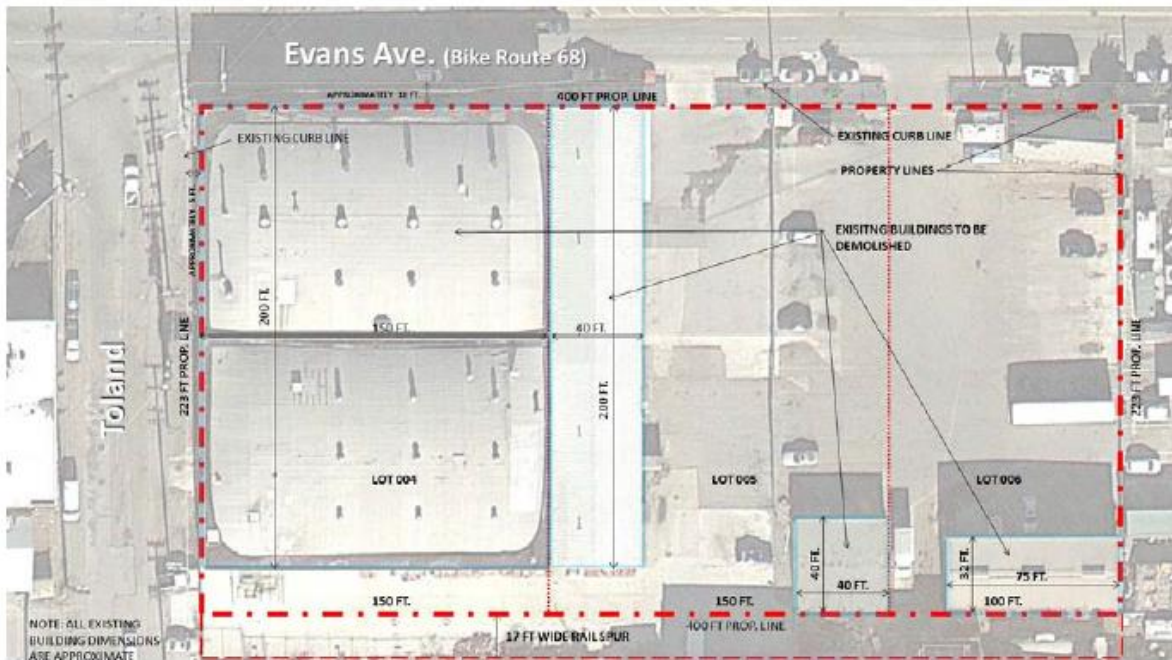 Evans Ave. (Bike Route 68)
400 FT PROP. LINE
EXISTING CURB LINE
EXISTING CURB LINE
PROPERTY LINES
EXISITNG BUILDINGS TO BE
DEMOLISHED
APPROXIMATELY 5 FT.
200 FT.
150 FT.
40 FT.
223 FT PROP. LINE
223 FT PROP. LINE
Toland
200 FT.
LOT 004
LOT 005
LOT 006
40 FT.
40 FT.
32 FT.
75 FT.
150 FT.
150 FT.
100 FT.
400 FT PROP. LINE
NOTE: ALL EXISTING
BUILDING DIMENSIONS
ARE APPROXIMATE
17 FT WIDE RAIL SPUR